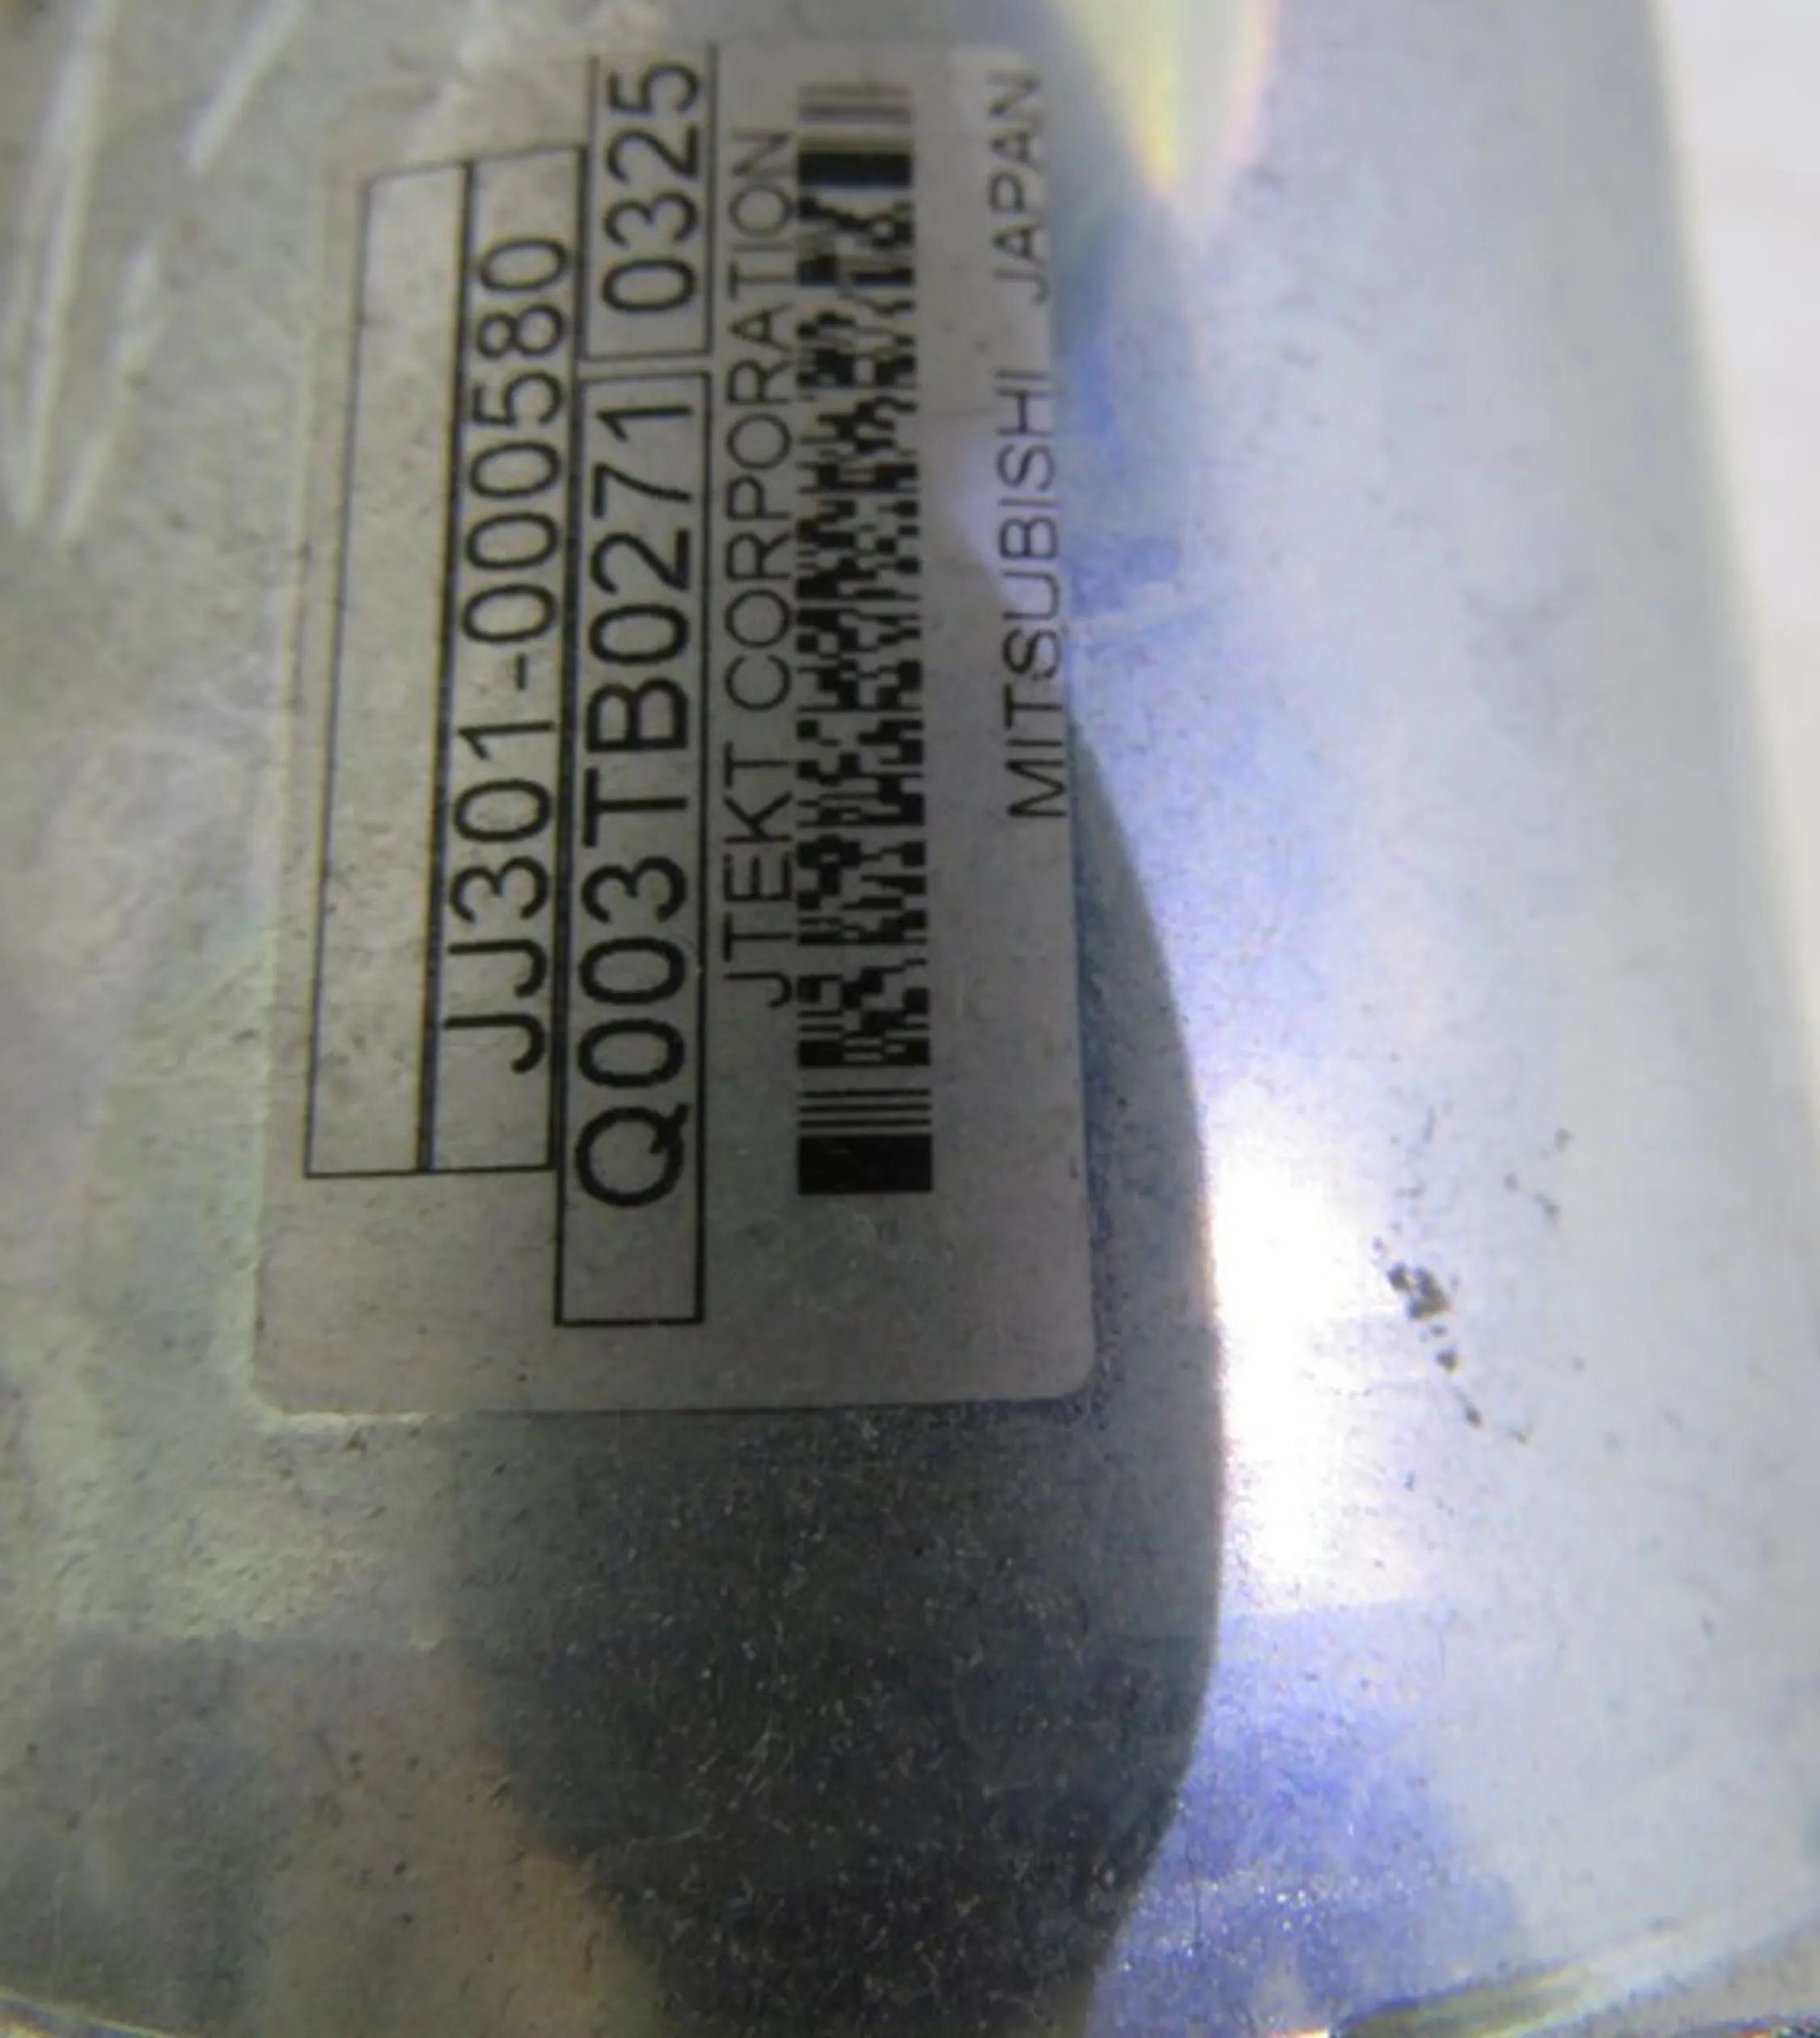 JJ301-000580
Q003TB0271 0325
JTEKT CORPORATION
MITSUBISHI JAPAN